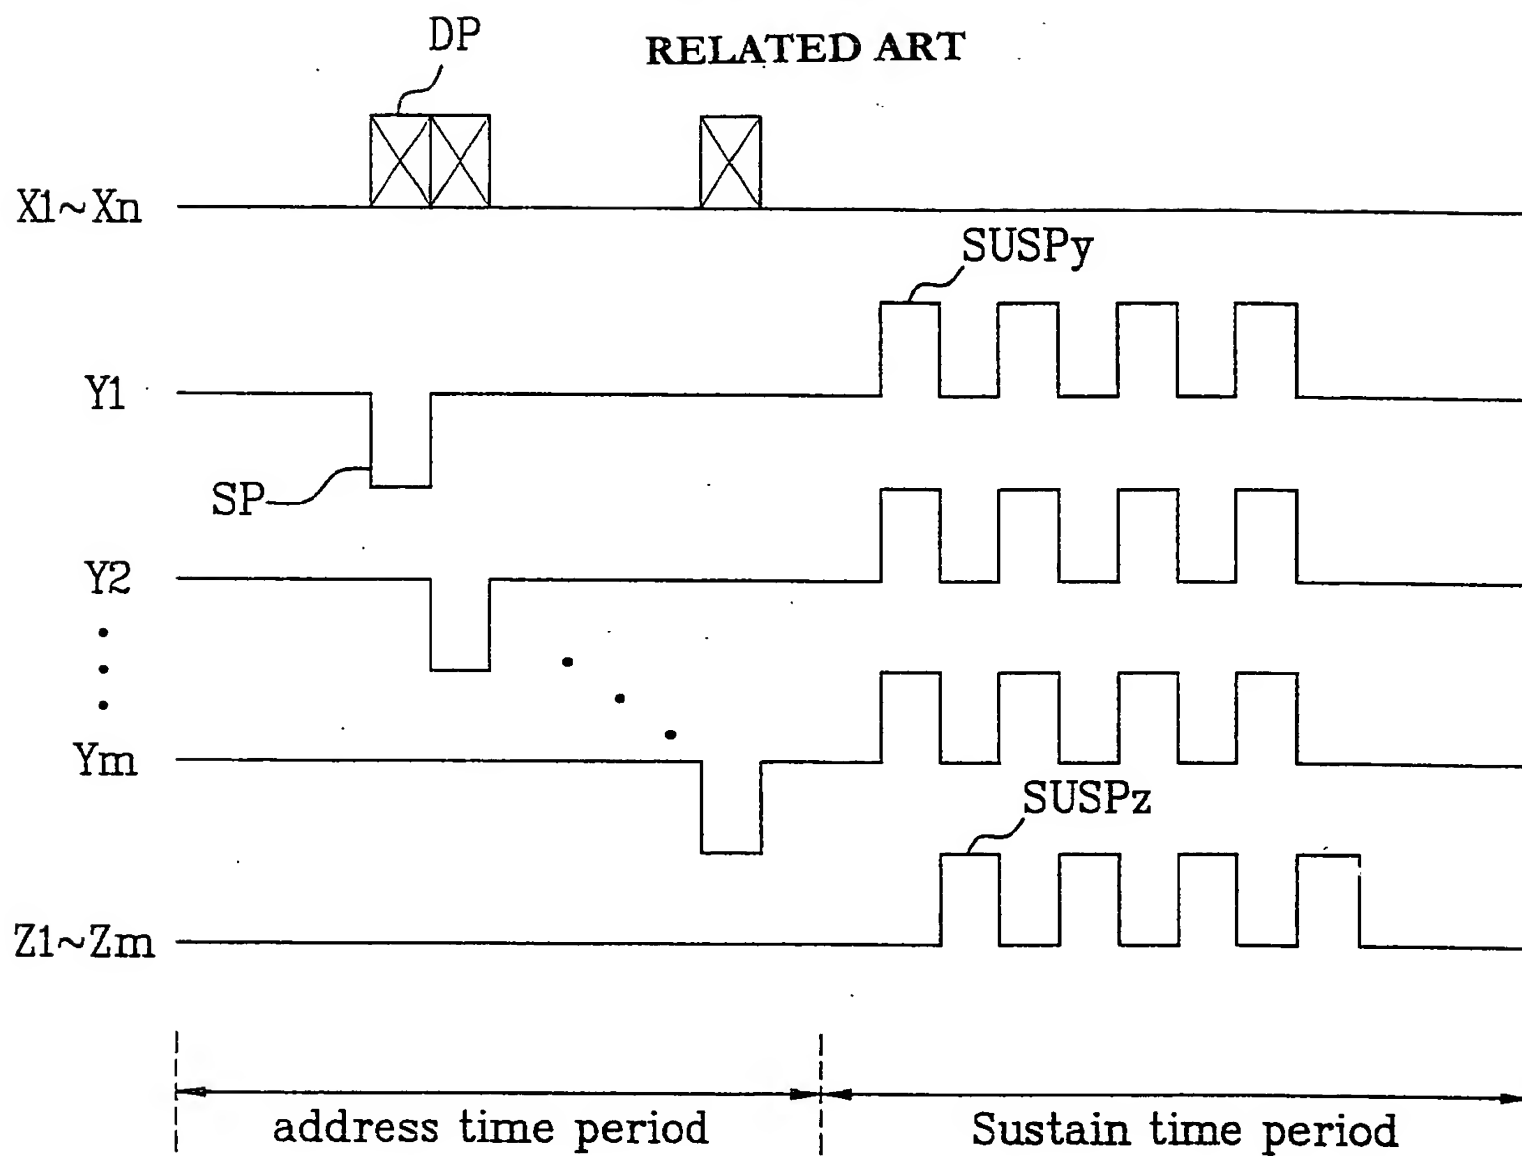 DP
RELATED ART
X1~Xn
SUSPy
Y1
SP
Y2
Ym
SUSPz
Z1~Zm
address time period
Sustain time period